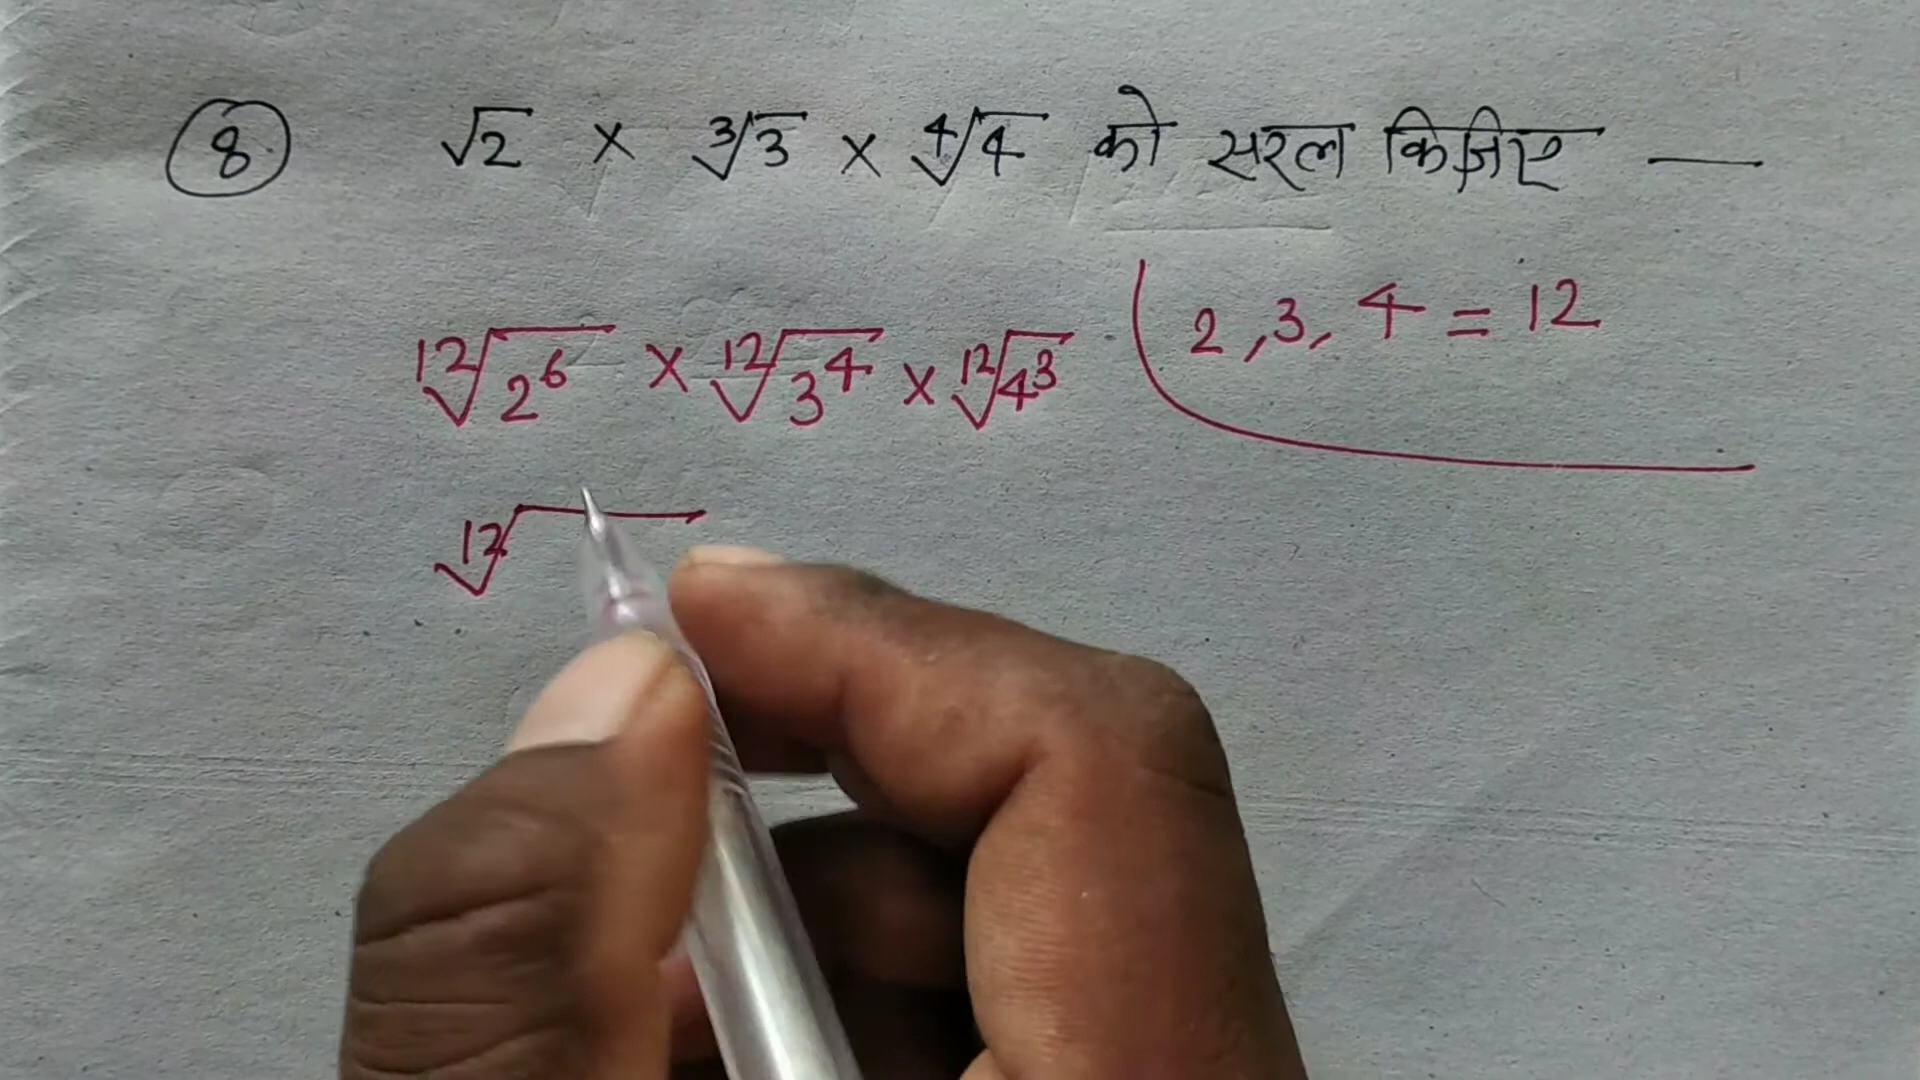 8 √2 × ∛3 × ∜4 को सरल किजिए —
¹²√2⁶ × ¹²√3⁴ × ¹²√4³
2, 3, 4 = 12
¹²√